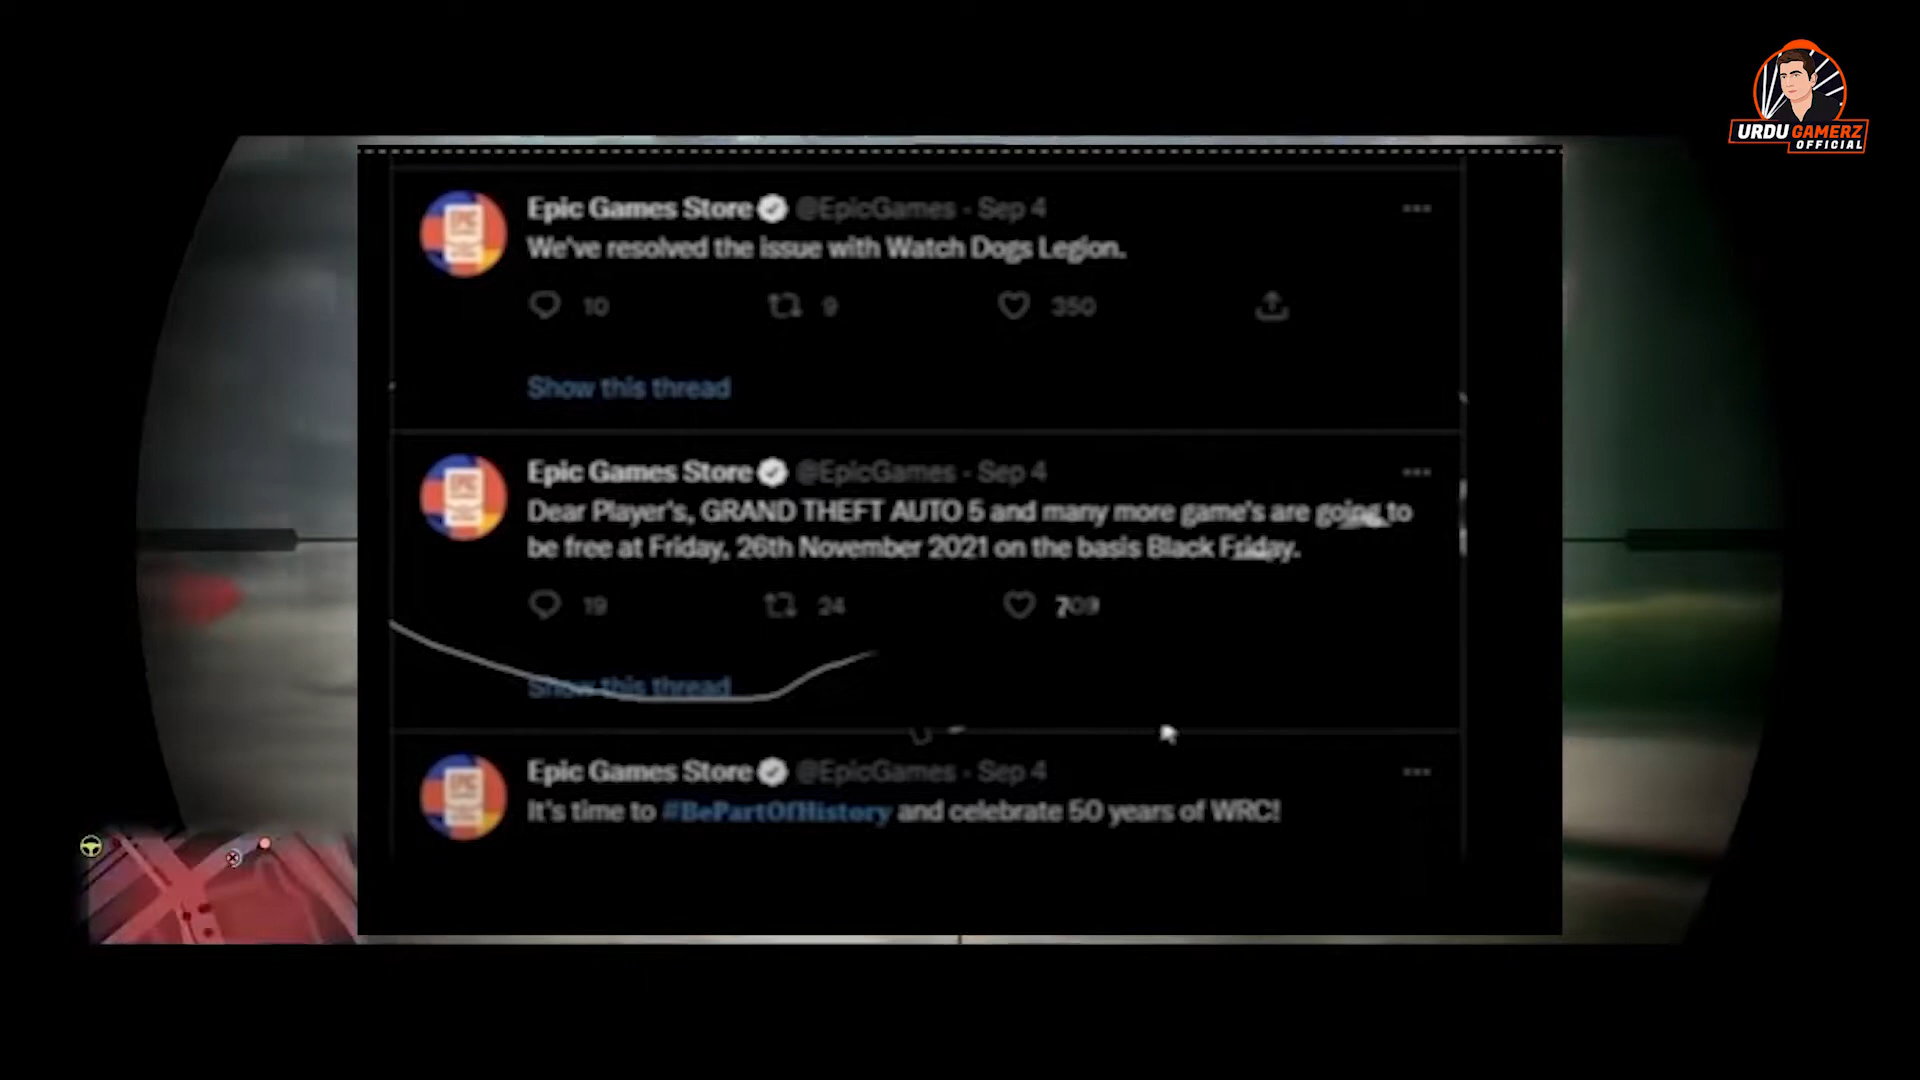 URDU GAMERZ
OFFICIAL
Epic Games Store @EpicGames - Sep 4
We've resolved the issue with Watch Dogs Legion.
10 9 350
Show this thread
Epic Games Store @EpicGames - Sep 4
Dear Player's, GRAND THEFT AUTO 5 and many more game's are going to
be free at Friday, 26th November 2021 on the basis Black Friday.
19 24 709
Show this thread
Epic Games Store @EpicGames - Sep 4
It's time to #BePartOfHistory and celebrate 50 years of WRC!